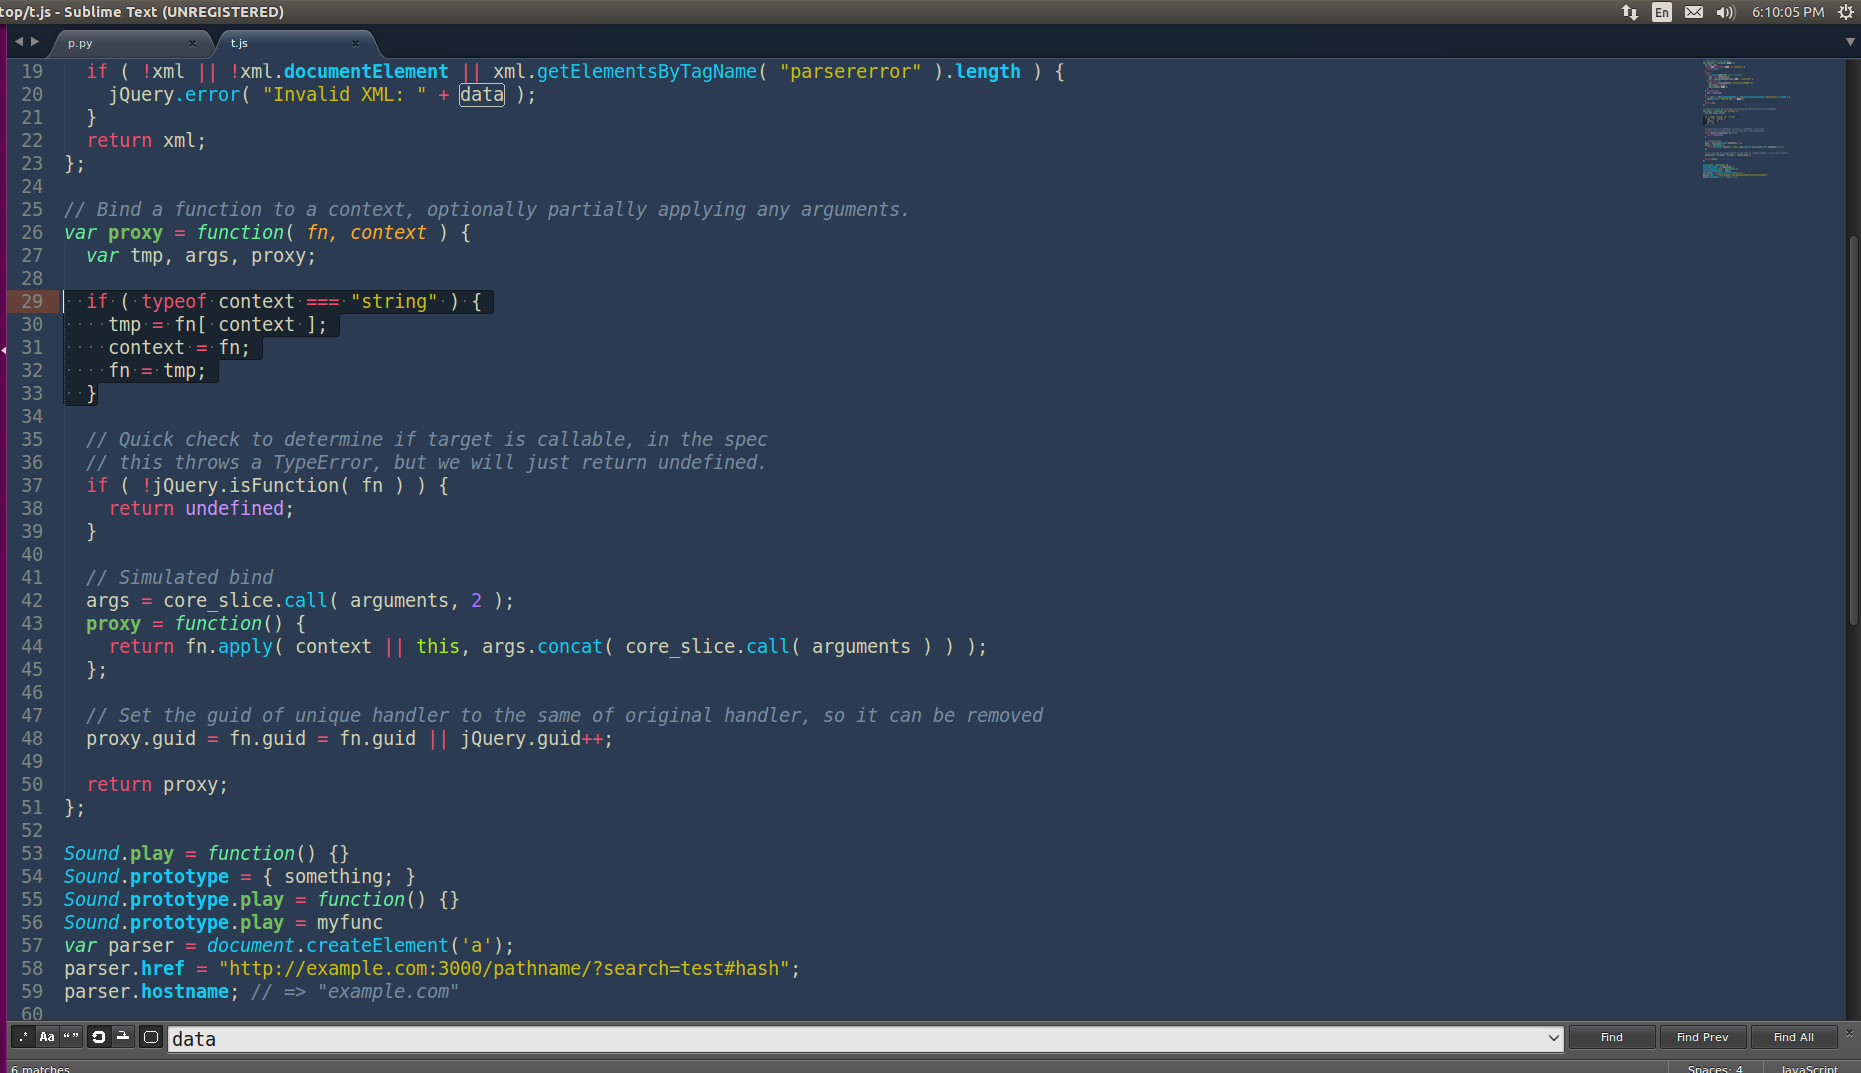 top/t.js - Sublime Text (UNREGISTERED)
En
6:10:05 PM
p.py ×
t.js ×
19   if ( !xml || !xml.documentElement || xml.getElementsByTagName( "parsererror" ).length ) {
20     jQuery.error( "Invalid XML: " + data );
21   }
22   return xml;
23 };
24
25 // Bind a function to a context, optionally partially applying any arguments.
26 var proxy = function( fn, context ) {
27   var tmp, args, proxy;
28
29   if ( typeof context === "string" ) {
30     tmp = fn[ context ];
31     context = fn;
32     fn = tmp;
33   }
34
35   // Quick check to determine if target is callable, in the spec
36   // this throws a TypeError, but we will just return undefined.
37   if ( !jQuery.isFunction( fn ) ) {
38     return undefined;
39   }
40
41   // Simulated bind
42   args = core_slice.call( arguments, 2 );
43   proxy = function() {
44     return fn.apply( context || this, args.concat( core_slice.call( arguments ) ) );
45   };
46
47   // Set the guid of unique handler to the same of original handler, so it can be removed
48   proxy.guid = fn.guid = fn.guid || jQuery.guid++;
49
50   return proxy;
51 };
52
53 Sound.play = function() {}
54 Sound.prototype = { something; }
55 Sound.prototype.play = function() {}
56 Sound.prototype.play = myfunc
57 var parser = document.createElement('a');
58 parser.href = "http://example.com:3000/pathname/?search=test#hash";
59 parser.hostname; // => "example.com"
60
.* Aa “ ”
data
Find
Find Prev
Find All
×
6 matches
Spaces: 4
JavaScript